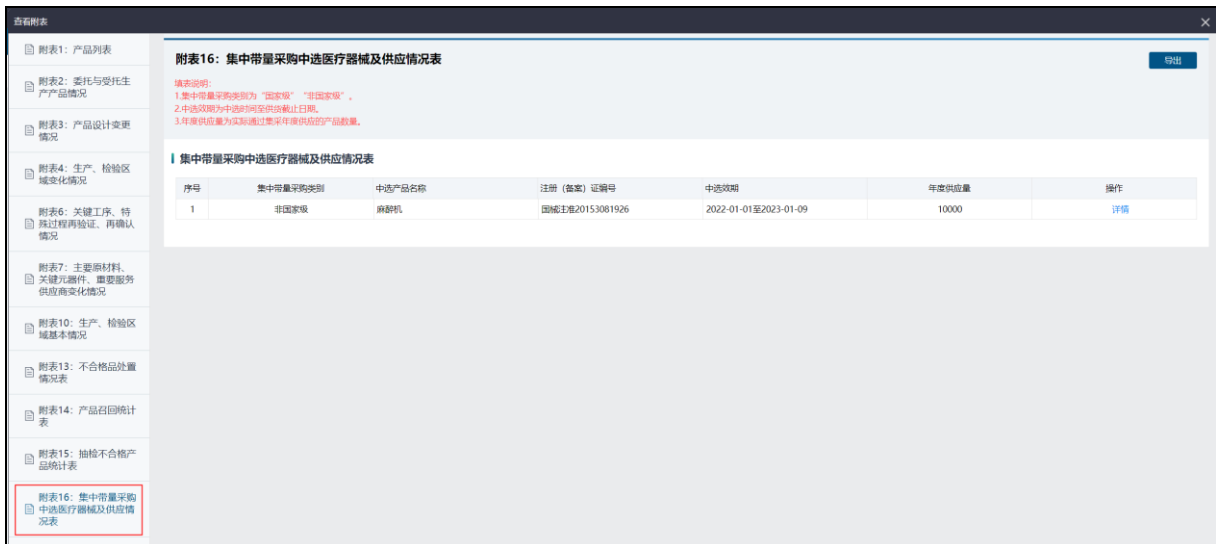 查看附表
附表1：产品列表
附表2：委托与受托生
产产品情况
附表3：产品设计变更
情况
附表4：生产、检验区
域变化情况
附表6：关键工序、特
殊过程再验证、再确认
情况
附表7：主要原材料、
关键元器件、重要服务
供应商变化情况
附表10：生产、检验区
域基本情况
附表13：不合格品处置
情况表
附表14：产品召回统计
表
附表15：抽检不合格产
品统计表
附表16：集中带量采购
中选医疗器械及供应情
况表
附表16：集中带量采购中选医疗器械及供应情况表
导出
填表说明：
1.集中带量采购类别为“国家级”“非国家级”。
2.中选效期为中选时间至供货截止日期。
3.年度供应量为实际通过集采年度供应的产品数量。
集中带量采购中选医疗器械及供应情况表
序号 集中带量采购类别 中选产品名称 注册（备案）证编号 中选效期 年度供应量 操作
1 非国家级 麻醉机 国械注准20153081926 2022-01-01至2023-01-09 10000 详情